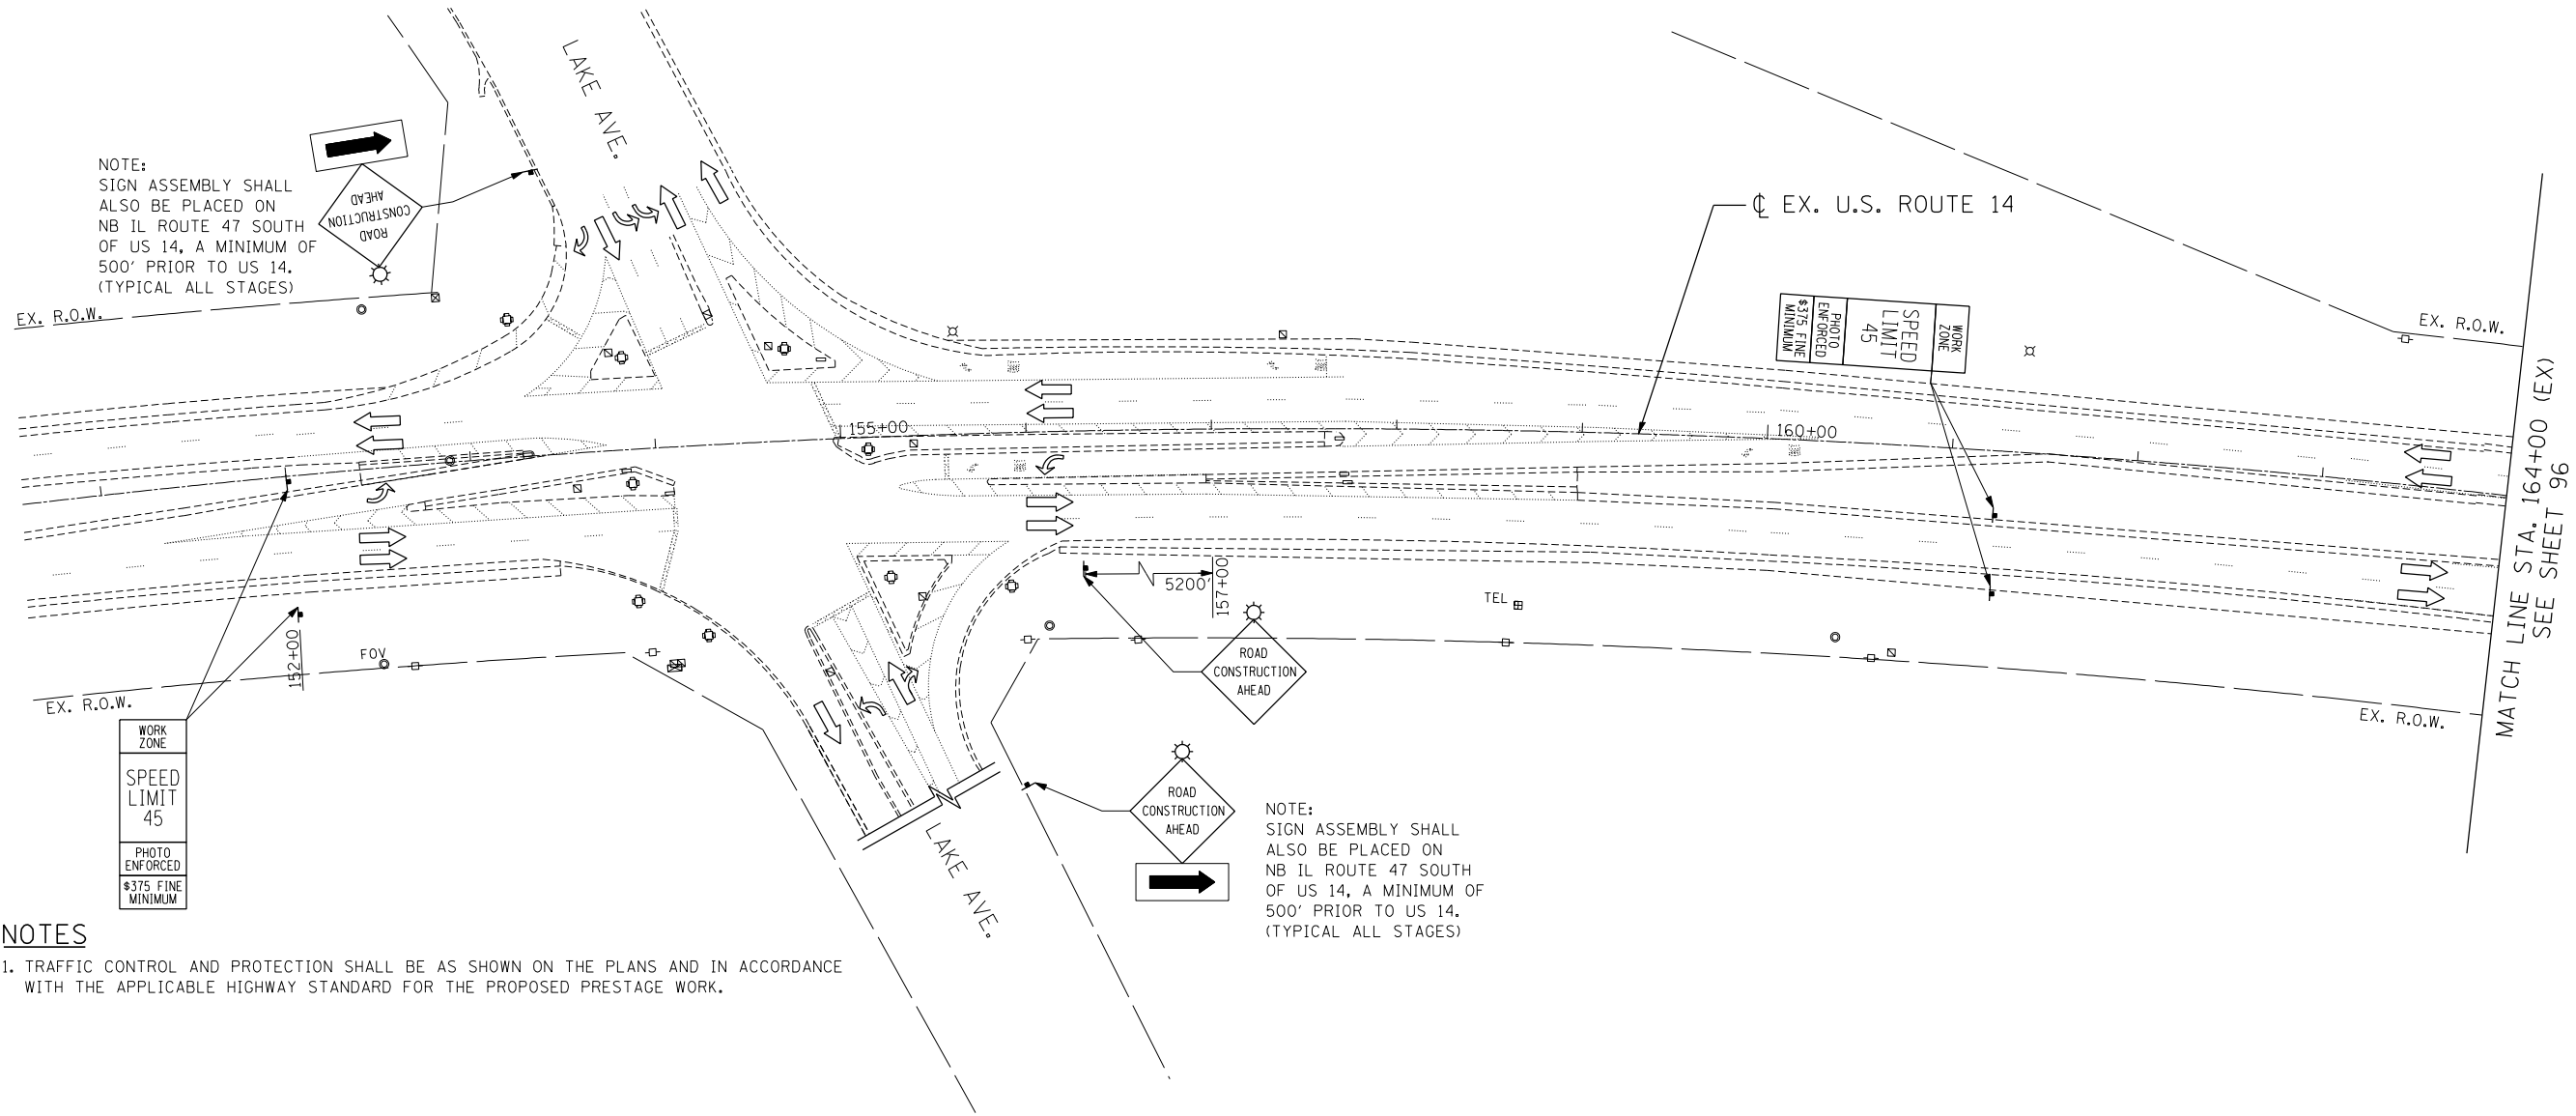 LAKE AVE.
NOTE:
SIGN ASSEMBLY SHALL
ALSO BE PLACED ON
NB IL ROUTE 47 SOUTH
OF US 14, A MINIMUM OF
500' PRIOR TO US 14.
(TYPICAL ALL STAGES)
ROAD
CONSTRUCTION
AHEAD
EX. R.O.W.
℄ EX. U.S. ROUTE 14
WORK
ZONE
SPEED
LIMIT
45
PHOTO
ENFORCED
$375 FINE
MINIMUM
EX. R.O.W.
155+00
160+00
MATCH LINE STA. 164+00 (EX)
SEE SHEET 96
5200'
157+00
TEL
152+00
FOV
EX. R.O.W.
EX. R.O.W.
ROAD
CONSTRUCTION
AHEAD
WORK
ZONE
SPEED
LIMIT
45
PHOTO
ENFORCED
$375 FINE
MINIMUM
ROAD
CONSTRUCTION
AHEAD
NOTE:
SIGN ASSEMBLY SHALL
ALSO BE PLACED ON
NB IL ROUTE 47 SOUTH
OF US 14, A MINIMUM OF
500' PRIOR TO US 14.
(TYPICAL ALL STAGES)
LAKE AVE.
NOTES
1. TRAFFIC CONTROL AND PROTECTION SHALL BE AS SHOWN ON THE PLANS AND IN ACCORDANCE
WITH THE APPLICABLE HIGHWAY STANDARD FOR THE PROPOSED PRESTAGE WORK.